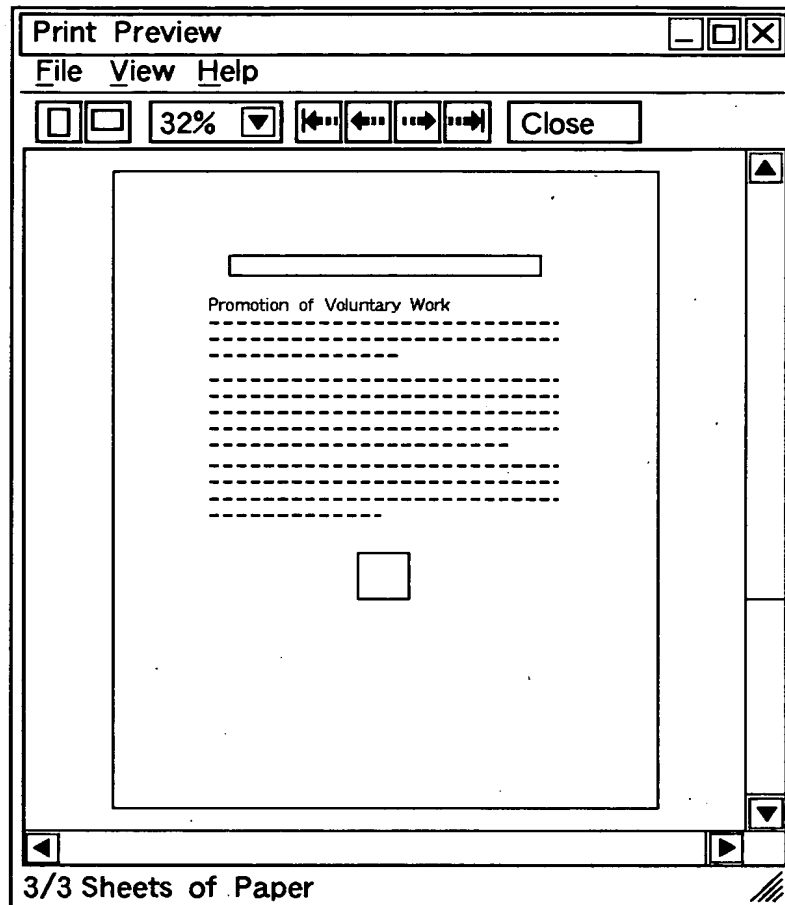 Print Preview
File View Help
32% Close
Promotion of Voluntary Work
3/3 Sheets of Paper